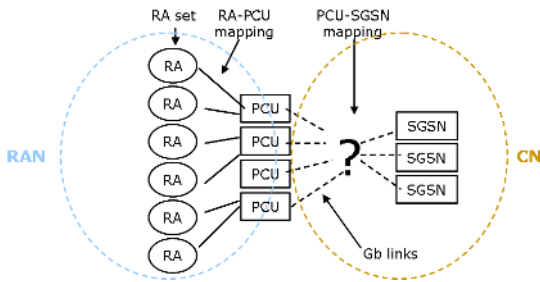 RA set
RA-PCU
mapping
PCU-SGSN
mapping
RA
RA
RA
RA
RA
RA
PCU
PCU
PCU
PCU
?
SGSN
SGSN
SGSN
RAN
CN
Gb links